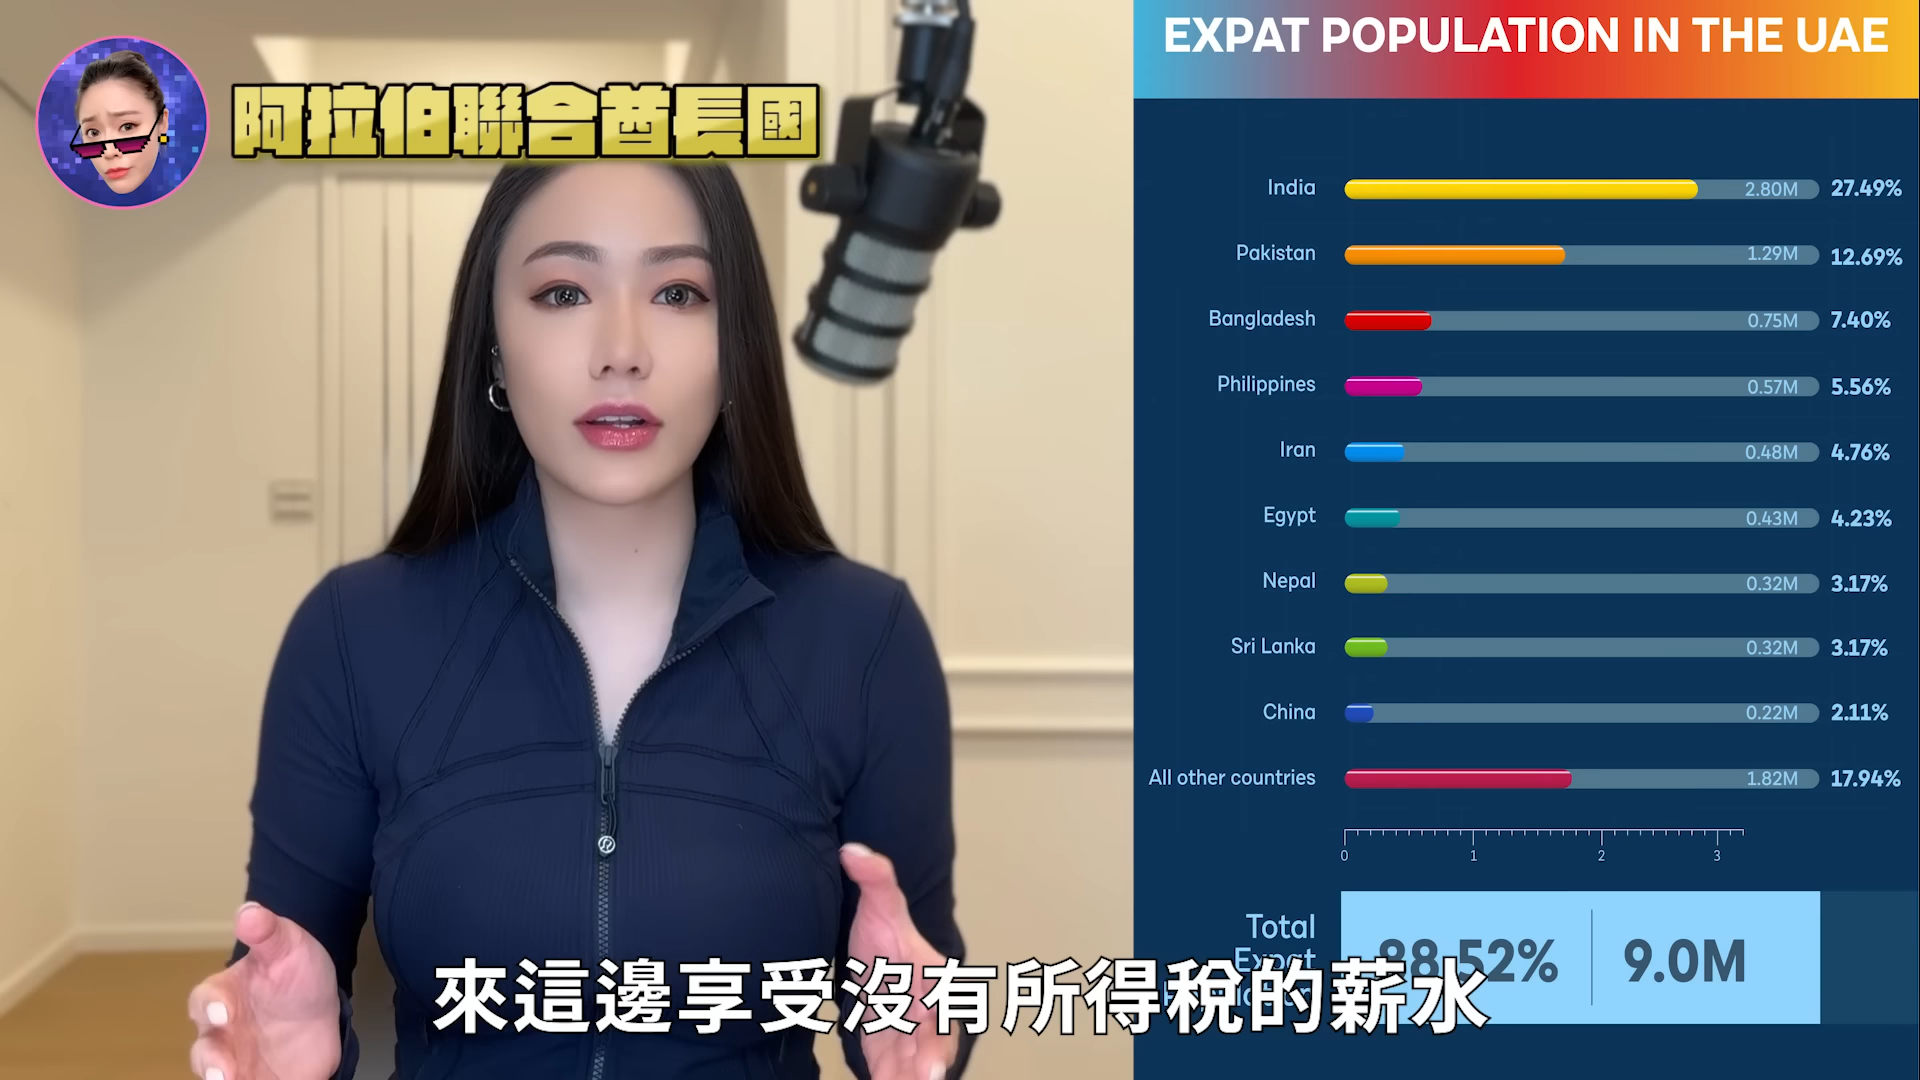 阿拉伯聯合酋長國
EXPAT POPULATION IN THE UAE
India 2.80M 27.49%
Pakistan 1.29M 12.69%
Bangladesh 0.75M 7.40%
Philippines 0.57M 5.56%
Iran 0.48M 4.76%
Egypt 0.43M 4.23%
Nepal 0.32M 3.17%
Sri Lanka 0.32M 3.17%
China 0.22M 2.11%
All other countries 1.82M 17.94%
0 1 2 3
Total
Expat
88.52% 9.0M
來這邊享受沒有所得稅的薪水